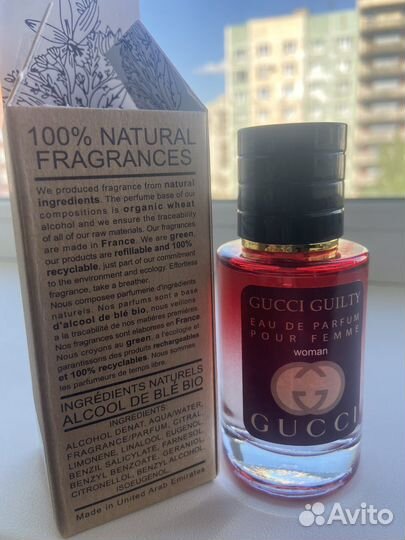 100% NATURAL
FRAGRANCES
We produced fragrance from natural
ingredients. The perfume base of our
compositions is organic wheat
alcohol and we ensure the traceability
of all of our raw materials. Our fragrances
are made in France. We are green,
our products are refillable and 100%
recyclable, just part of our commitment
to the environment and ecology. Effortless
fragrance, take a breather.
Nous composons parfumerie d'ingrédients
naturels. Nos parfums sont a base
d'alcool de blé bio, nous veillons
a la tracabilité de nos matières premières
Nos fragrances sont élaborées en France.
Nous croyons au green, a l'ecologie et
garantissons des produits rechargeables
et 100% recyclables. Nous sommes
les parfumeurs de temps libre.
INGRÉDIENTS NATURELS
ALCOOL DE BLÉ BIO
INGREDIENTS
ALCOHOL DENAT. AQUA/WATER,
FRAGRANCE/PARFUM, CITRAL,
LIMONENE, LINALOOL, EUGENOL,
BENZIL SALICYLATE, FARNESOL,
BENZYL BENZOATE, GERANIOL,
CITRONELLOL, BENZYL ALCOHOL
ISOEUGENOL.
Made in United Arab Emirates
GUCCI GUILTY
EAU DE PARFUM
POUR FEMME
woman
GUCCI
Avito